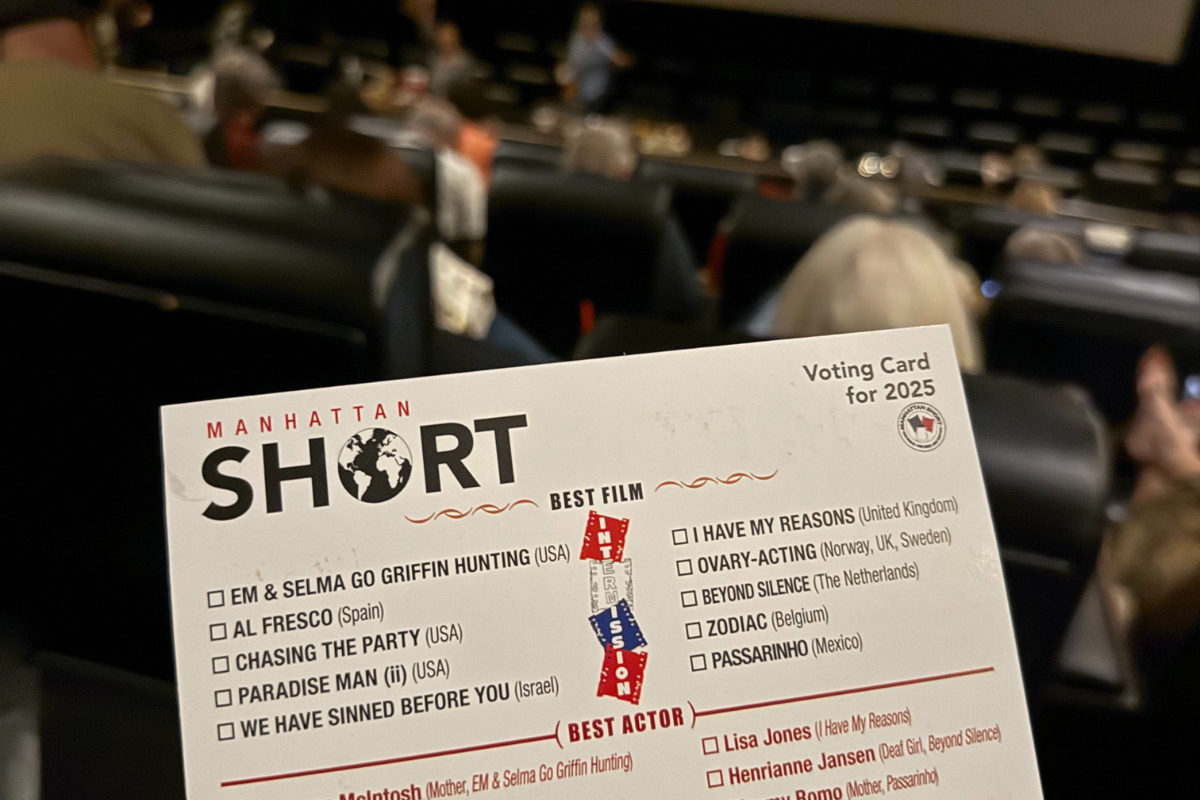 MANHATTAN
SHORT
Voting Card
for 2025
BEST FILM
☐ EM & SELMA GO GRIFFIN HUNTING (USA)
☐ AL FRESCO (Spain)
☐ CHASING THE PARTY (USA)
☐ PARADISE MAN (ii) (USA)
☐ WE HAVE SINNED BEFORE YOU (Israel)
INTERMISSION
☐ I HAVE MY REASONS (United Kingdom)
☐ OVARY-ACTING (Norway, UK, Sweden)
☐ BEYOND SILENCE (The Netherlands)
☐ ZODIAC (Belgium)
☐ PASSARINHO (Mexico)
BEST ACTOR
McIntosh (Mother, EM & Selma Go Griffin Hunting)
☐ Lisa Jones (I Have My Reasons)
☐ Henrianne Jansen (Deaf Girl, Beyond Silence)
Romo (Mother, Passarinho)